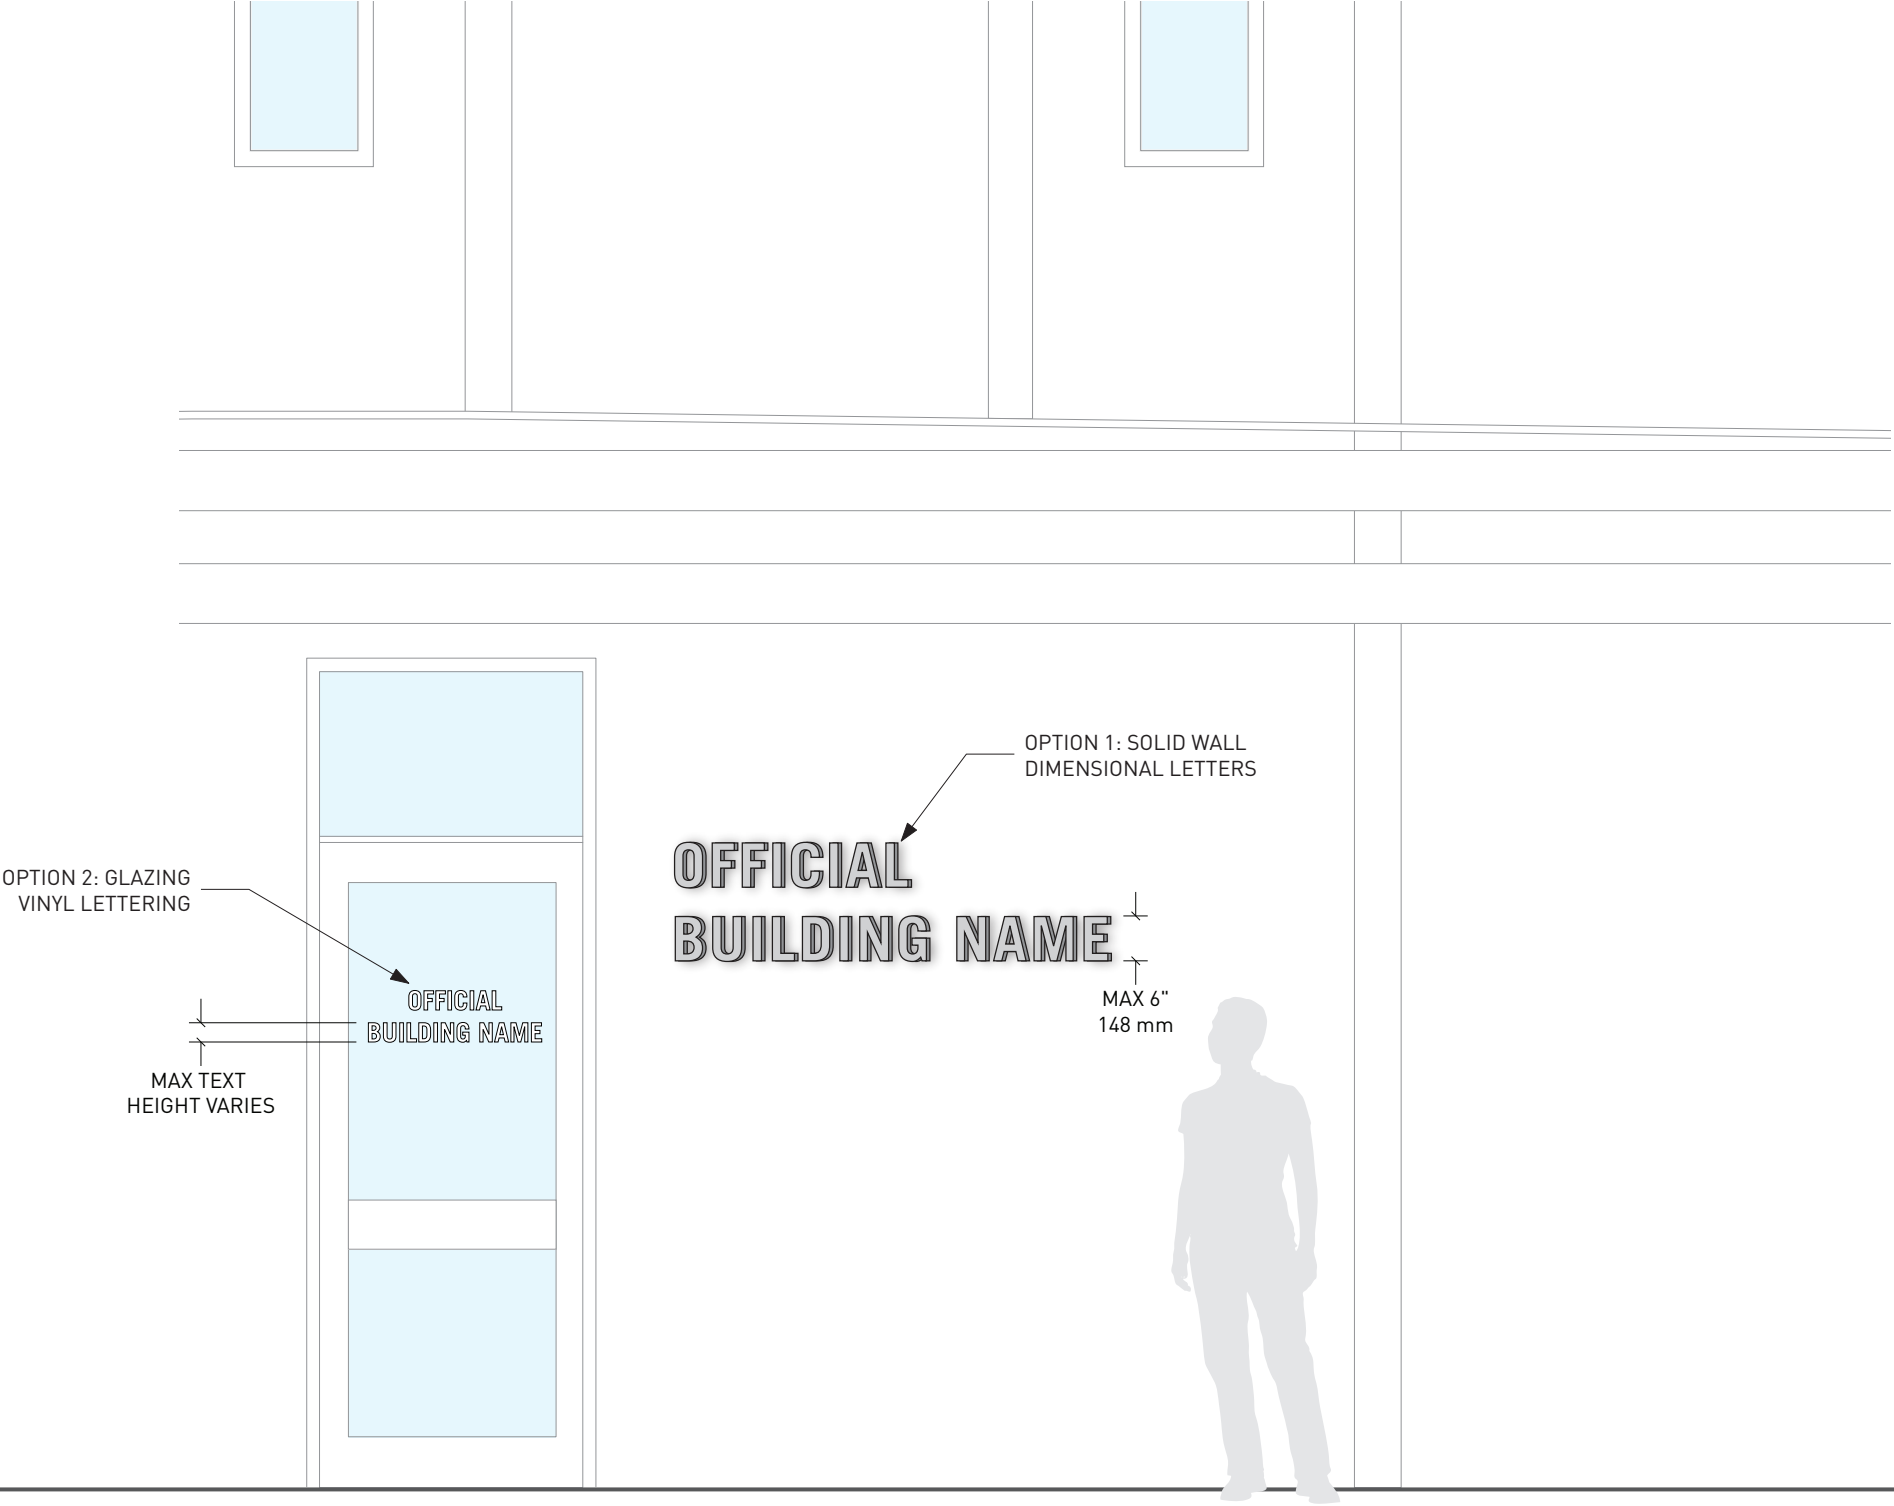 OPTION 1: SOLID WALL
DIMENSIONAL LETTERS
OFFICIAL
BUILDING NAME
MAX 6"
148 mm
OPTION 2: GLAZING
VINYL LETTERING
OFFICIAL
BUILDING NAME
MAX TEXT
HEIGHT VARIES